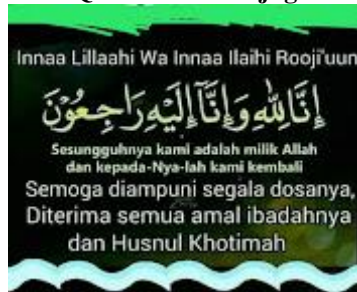 Innaa Lillaahi Wa Innaa Ilaihi Rooji'uun
إِنَّا لِلّٰهِ وَإِنَّآ إِلَيْهِ رَاجِعُوْنَ
Sesungguhnya kami adalah milik Allah
dan kepada-Nya-lah kami kembali
Semoga diampuni segala dosanya,
Diterima semua amal ibadahnya
dan Husnul Khotimah